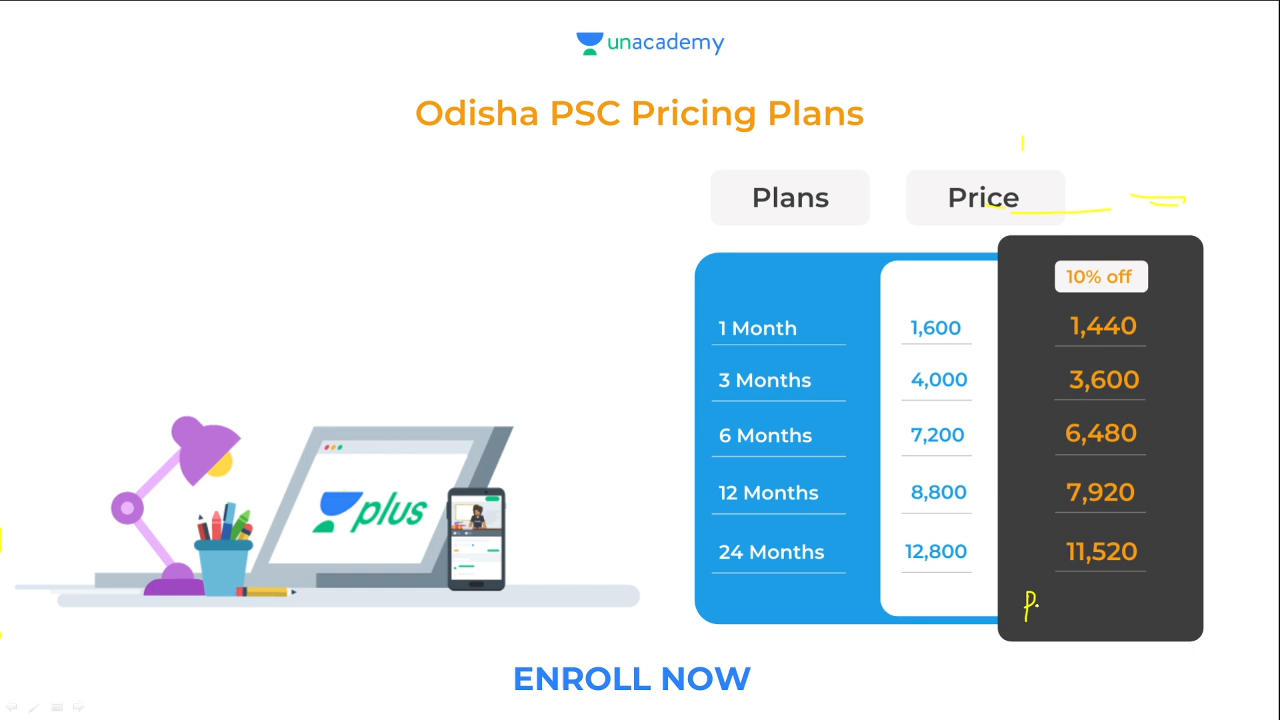 unacademy
Odisha PSC Pricing Plans
Plans Price
10% off
1 Month 1,600 1,440
3 Months 4,000 3,600
6 Months 7,200 6,480
12 Months 8,800 7,920
24 Months 12,800 11,520
plus
P.
ENROLL NOW